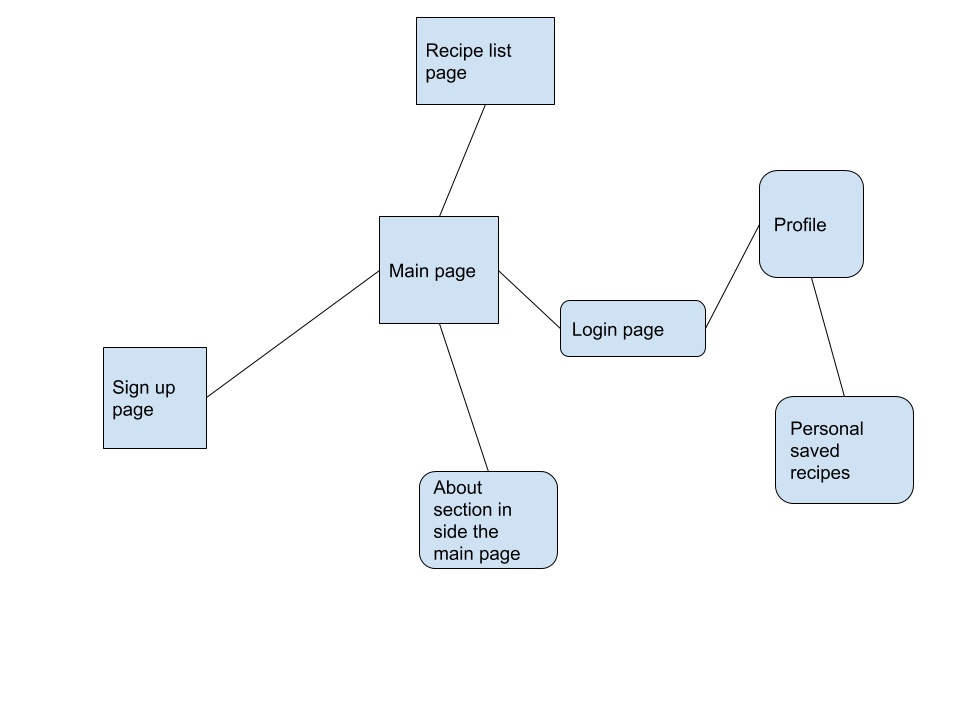 Recipe list
page
Profile
Main page
Login page
Sign up
page
Personal
saved
recipes
About
section in
side the
main page